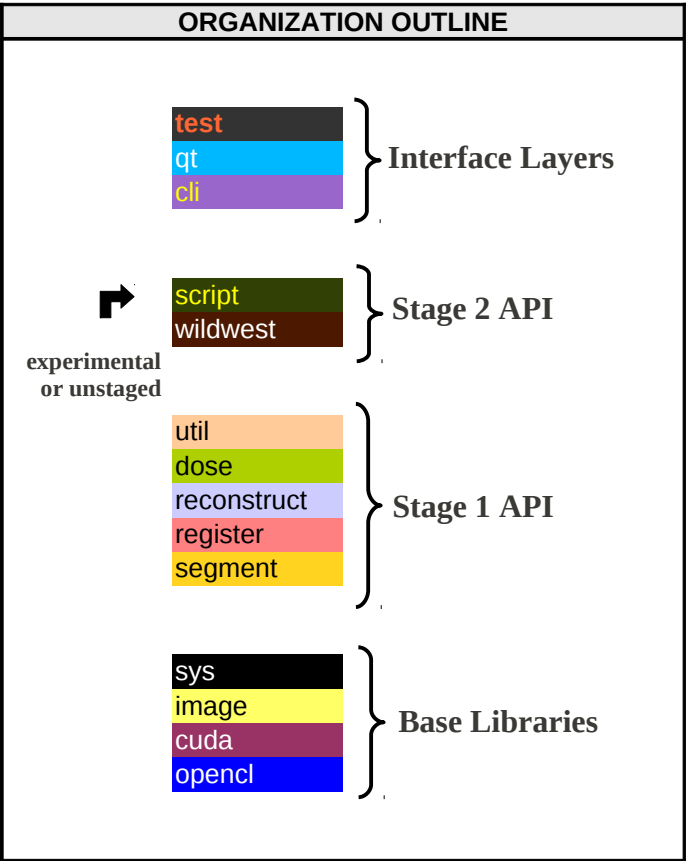 ORGANIZATION OUTLINE
test
qt
cli
Interface Layers
script
wildwest
Stage 2 API
experimental
or unstaged
util
dose
reconstruct
register
segment
Stage 1 API
sys
image
cuda
opencl
Base Libraries